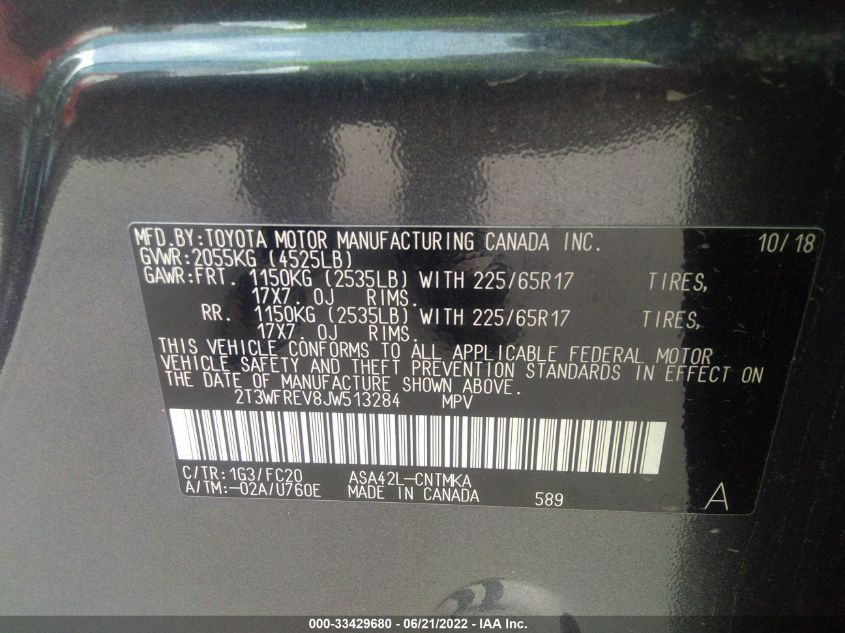 MFD.BY:TOYOTA MOTOR MANUFACTURING CANADA INC. 10/18
GVWR:2055KG (4525LB)
GAWR:FRT. 1150KG (2535LB) WITH 225/65R17 TIRES,
17X7. OJ RIMS.
RR. 1150KG (2535LB) WITH 225/65R17 TIRES,
17X7. OJ RIMS.
THIS VEHICLE CONFORMS TO ALL APPLICABLE FEDERAL MOTOR
VEHICLE SAFETY AND THEFT PREVENTION STANDARDS IN EFFECT ON
THE DATE OF MANUFACTURE SHOWN ABOVE.
2T3WFREV8JW513284 MPV
C/TR:1G3/FC20 ASA42L-CNTMKA
A/TM:-02A/U760E MADE IN CANADA 589 A
000-33429680 - 06/21/2022 - IAA Inc.